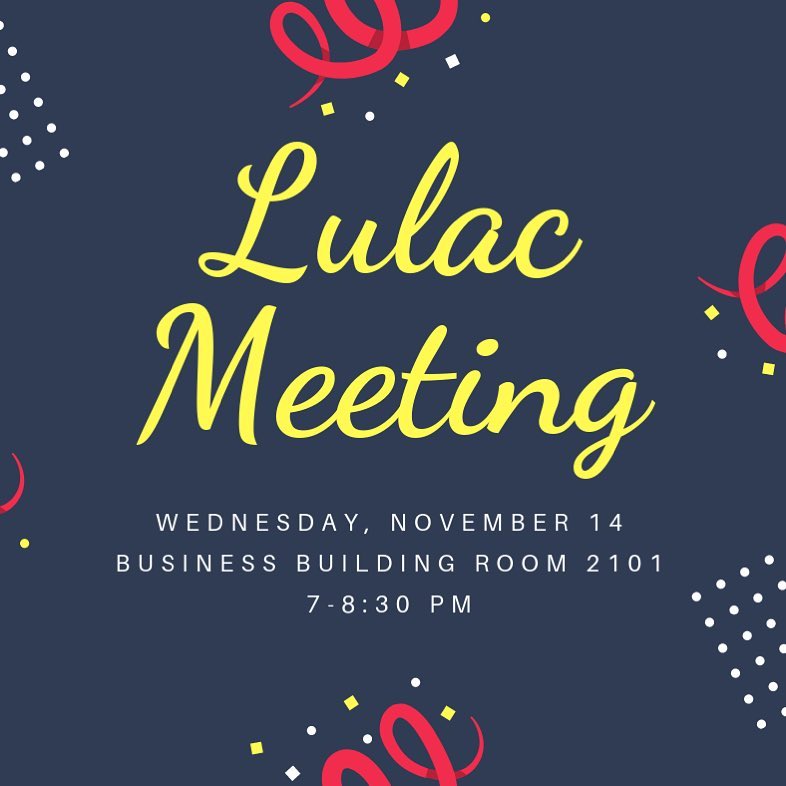 Lulac
Meeting
WEDNESDAY, NOVEMBER 14
BUSINESS BUILDING ROOM 2101
7-8:30 PM